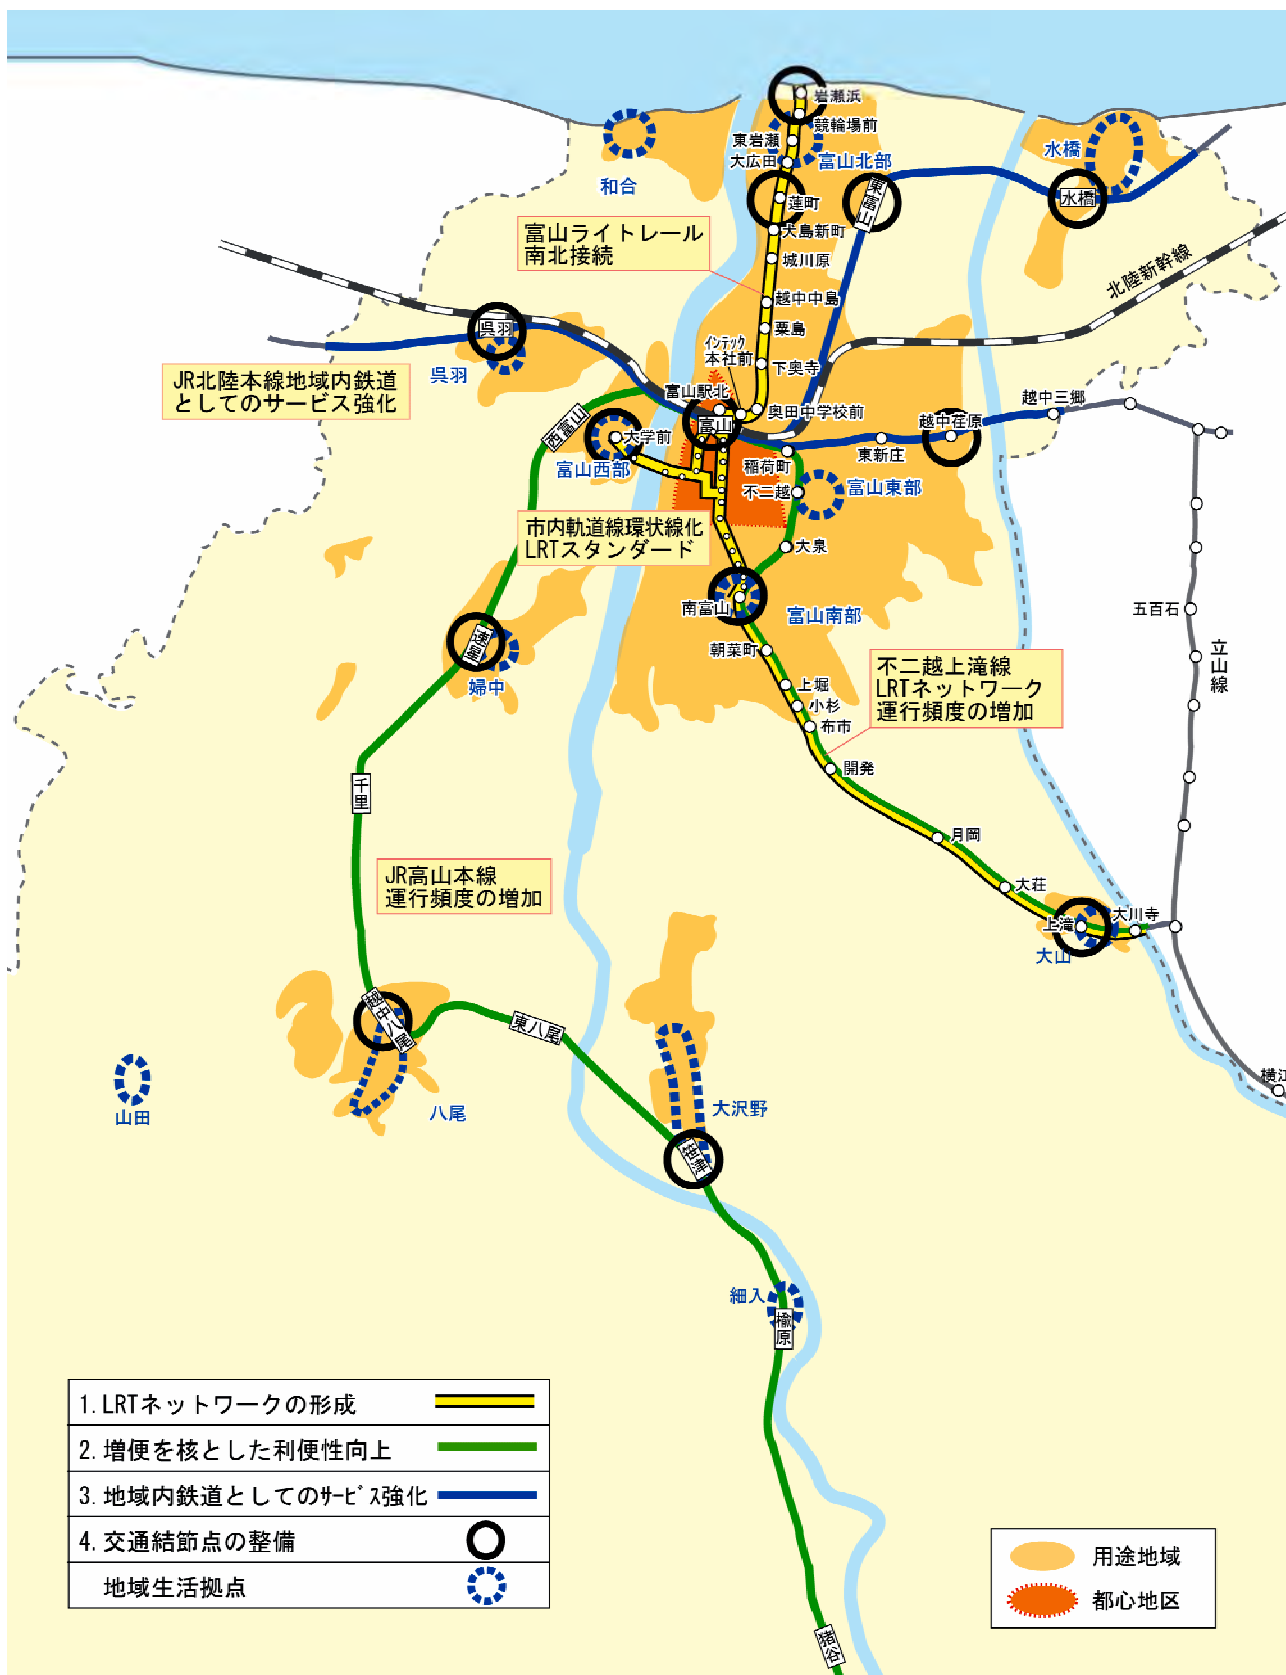 岩瀬浜
競輪場前
東岩瀬
大広田
富山北部
水橋
和合
蓮町
東富山
水橋
大島新町
富山ライトレール
南北接続
城川原
北陸新幹線
越中中島
粟島
呉羽
インテック
本社前
下奥寺
呉羽
JR北陸本線地域内鉄道
としてのサービス強化
富山駅北
奥田中学校前
越中三郷
西富山
大学前
富山
越中荏原
東新庄
稲荷町
富山西部
不二越
富山東部
市内軌道線環状線化
LRTスタンダード
大泉
南富山
富山南部
五百石
速星
朝菜町
立山線
婦中
不二越上滝線
LRTネットワーク
運行頻度の増加
上堀
小杉
布市
開発
千里
月岡
JR高山本線
運行頻度の増加
大荘
上滝
大川寺
大山
越中八尾
東八尾
横江
山田
八尾
大沢野
笹津
細入
楡原
1. LRTネットワークの形成
2. 増便を核とした利便性向上
3. 地域内鉄道としてのサービス強化
4. 交通結節点の整備
地域生活拠点
用途地域
都心地区
猪谷